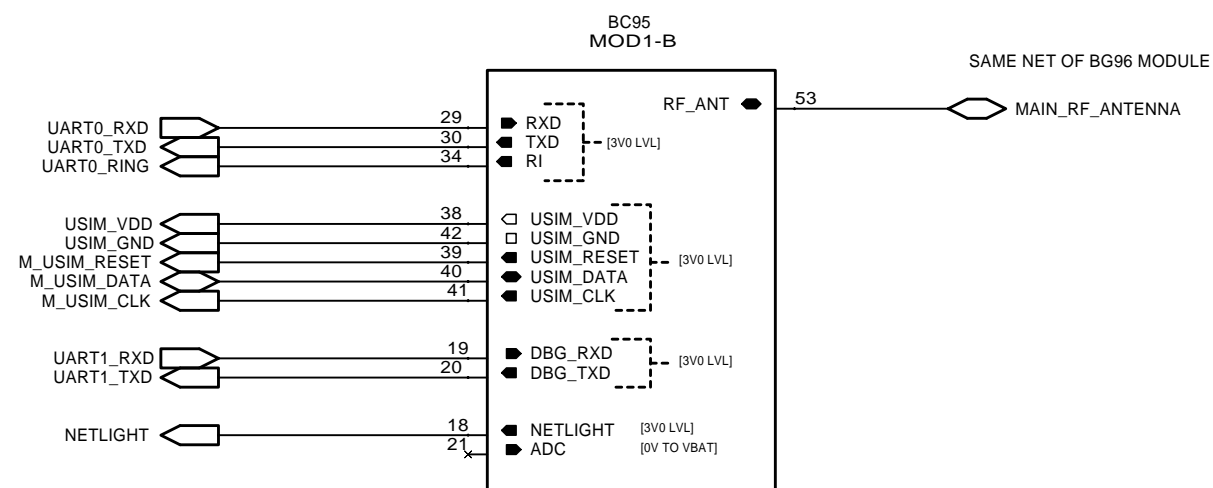 BC95
MOD1-B
SAME NET OF BG96 MODULE
RF_ANT 53 MAIN_RF_ANTENNA
UART0_RXD 29 RXD
UART0_TXD 30 TXD [3V0 LVL]
UART0_RING 34 RI
USIM_VDD 38 USIM_VDD
USIM_GND 42 USIM_GND
M_USIM_RESET 39 USIM_RESET [3V0 LVL]
M_USIM_DATA 40 USIM_DATA
M_USIM_CLK 41 USIM_CLK
UART1_RXD 19 DBG_RXD [3V0 LVL]
UART1_TXD 20 DBG_TXD
NETLIGHT 18 NETLIGHT [3V0 LVL]
21 ADC [0V TO VBAT]